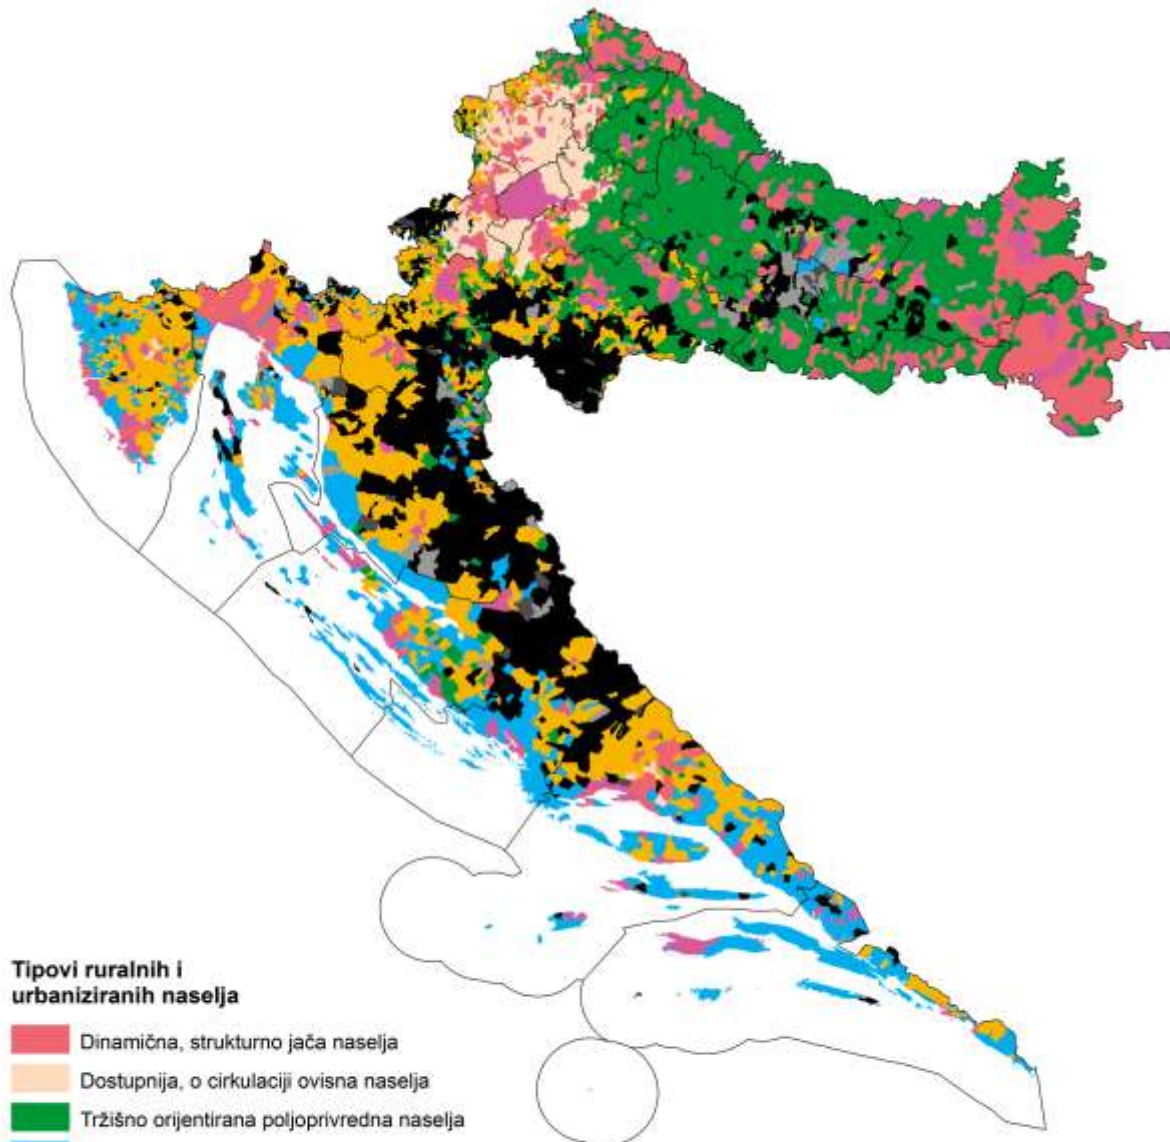 Tipovi ruralnih i
urbaniziranih naselja
Dinamična, strukturno jača naselja
Dostupnija, o cirkulaciji ovisna naselja
Tržišno orijentirana poljoprivredna naselja